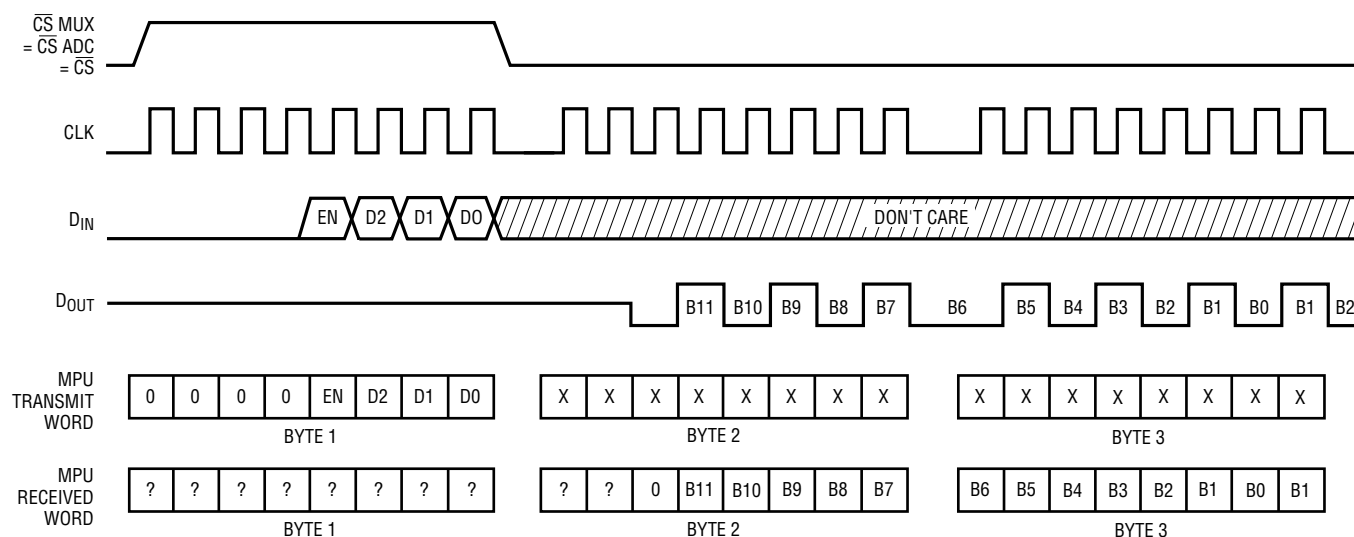 CS MUX
= CS ADC
= CS
CLK
DIN
EN D2 D1 D0 DON'T CARE
DOUT
B11 B10 B9 B8 B7 B6 B5 B4 B3 B2 B1 B0 B1 B2
MPU
TRANSMIT
WORD
0 0 0 0 EN D2 D1 D0 X X X X X X X X X X X X X X X X
BYTE 1 BYTE 2 BYTE 3
MPU
RECEIVED
WORD
? ? ? ? ? ? ? ? ? ? 0 B11 B10 B9 B8 B7 B6 B5 B4 B3 B2 B1 B0 B1
BYTE 1 BYTE 2 BYTE 3